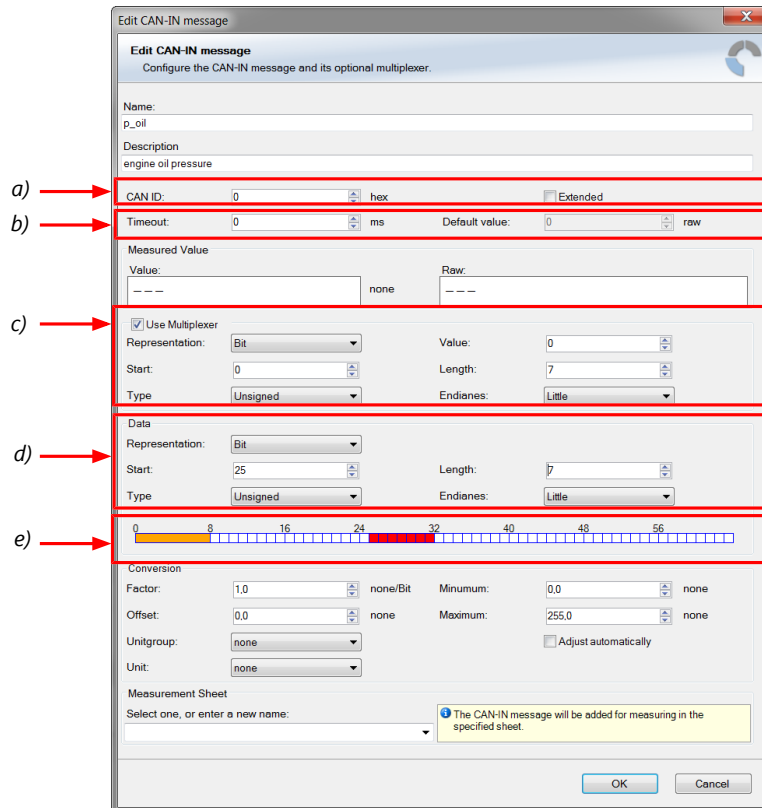 Edit CAN-IN message
Edit CAN-IN message
Configure the CAN-IN message and its optional multiplexer.
Name:
p_oil
Description
engine oil pressure
a)
CAN ID: 0 hex Extended
b)
Timeout: 0 ms Default value: 0 raw
Measured Value
Value: Raw:
––– none –––
c)
Use Multiplexer
Representation: Bit Value: 0
Start: 0 Length: 7
Type Unsigned Endianes: Little
Data
d)
Representation: Bit
Start: 25 Length: 7
Type Unsigned Endianes: Little
e)
0 8 16 24 32 40 48 56
Conversion
Factor: 1,0 none/Bit Minumum: 0,0 none
Offset: 0,0 none Maximum: 255,0 none
Unitgroup: none Adjust automatically
Unit: none
Measurement Sheet
Select one, or enter a new name:
The CAN-IN message will be added for measuring in the
specified sheet.
OK Cancel